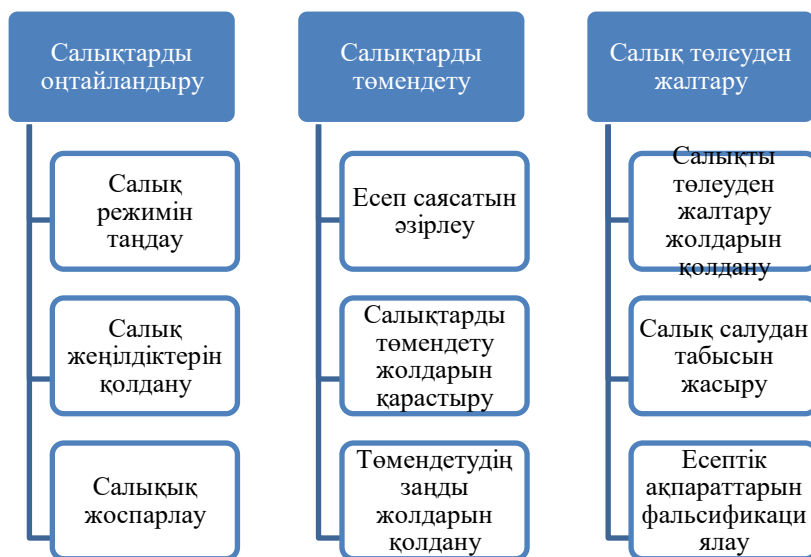 Салықтарды
оңтайландыру
Салық
режимін
таңдау
Салық
жеңілдіктерін
қолдану
Салықық
жоспарлау
Салықтарды
төмендету
Есеп саясатын
әзірлеу
Салықтарды
төмендету
жолдарын
қарастыру
Төмендетудің
заңды
жолдарын
қолдану
Салық төлеуден
жалтару
Салықты
төлеуден
жалтару
жолдарын
қолдану
Салық салудан
табысын
жасыру
Есептік
ақпараттарын
фальсификаци
ялау